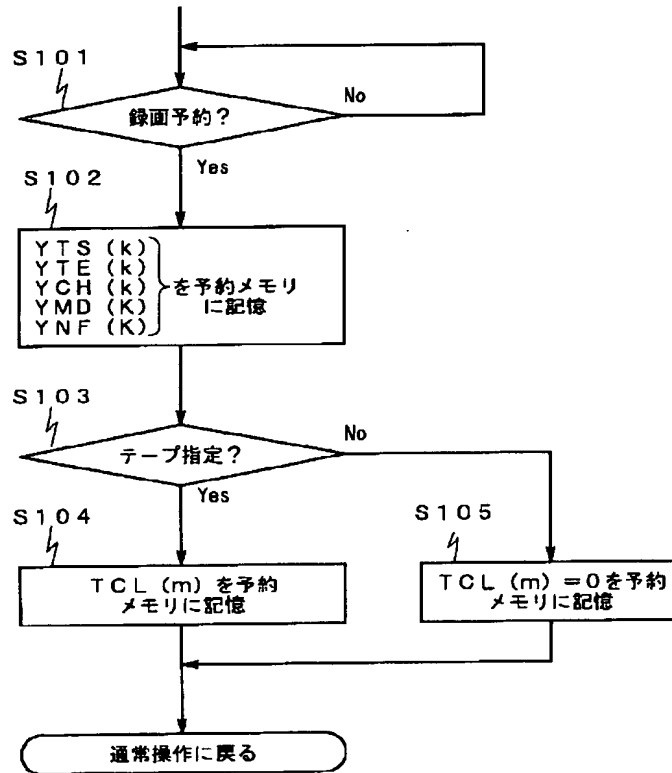 S101
録画予約?
No
Yes
S102
YTS (k)
YTE (k)
YCH (k)
YMD (K)
YNF (K)
を予約メモリ
に記憶
S103
テープ指定?
No
Yes
S104
TCL (m) を予約
メモリに記憶
S105
TCL (m) =0を予約
メモリに記憶
通常操作に戻る